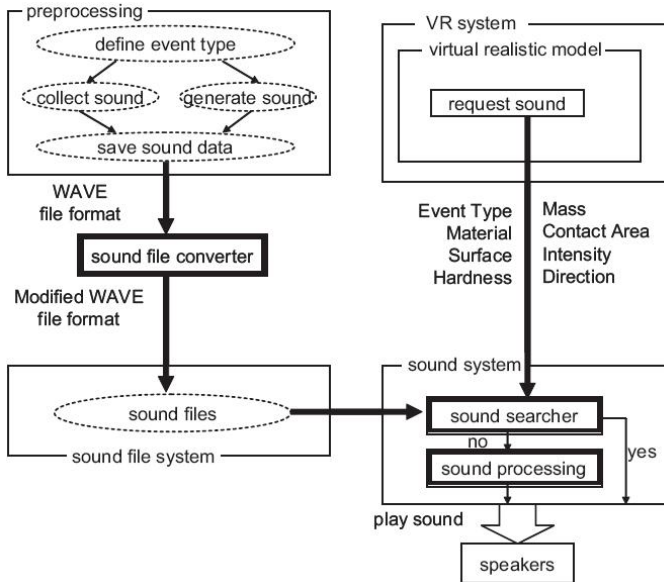 preprocessing
define event type
collect sound
generate sound
save sound data
WAVE
file format
sound file converter
Modified WAVE
file format
sound files
sound file system
VR system
virtual realistic model
request sound
Event Type
Material
Surface
Hardness
Mass
Contact Area
Intensity
Direction
sound system
sound searcher
no
yes
sound processing
play sound
speakers